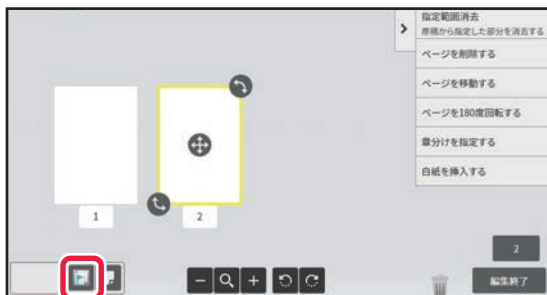 指定範囲消去
原稿から指定した部分を消去する
ページを削除する
ページを移動する
ページを180度回転する
章分けを指定する
白紙を挿入する
1
2
2
編集終了